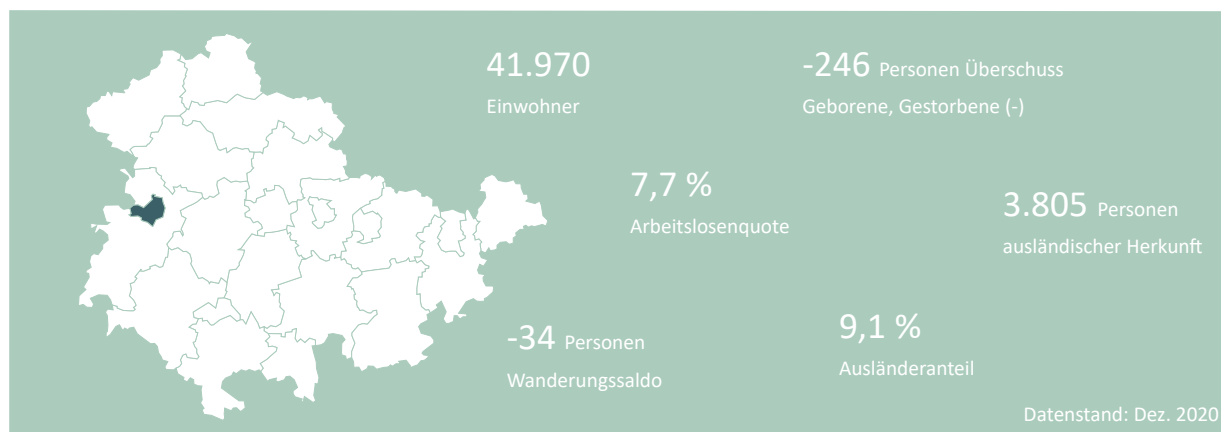 41.970
Einwohner
-246 Personen Überschuss
Geborene, Gestorbene (-)
7,7 %
Arbeitslosenquote
3.805 Personen
ausländischer Herkunft
-34 Personen
Wanderungssaldo
9,1 %
Ausländeranteil
Datenstand: Dez. 2020